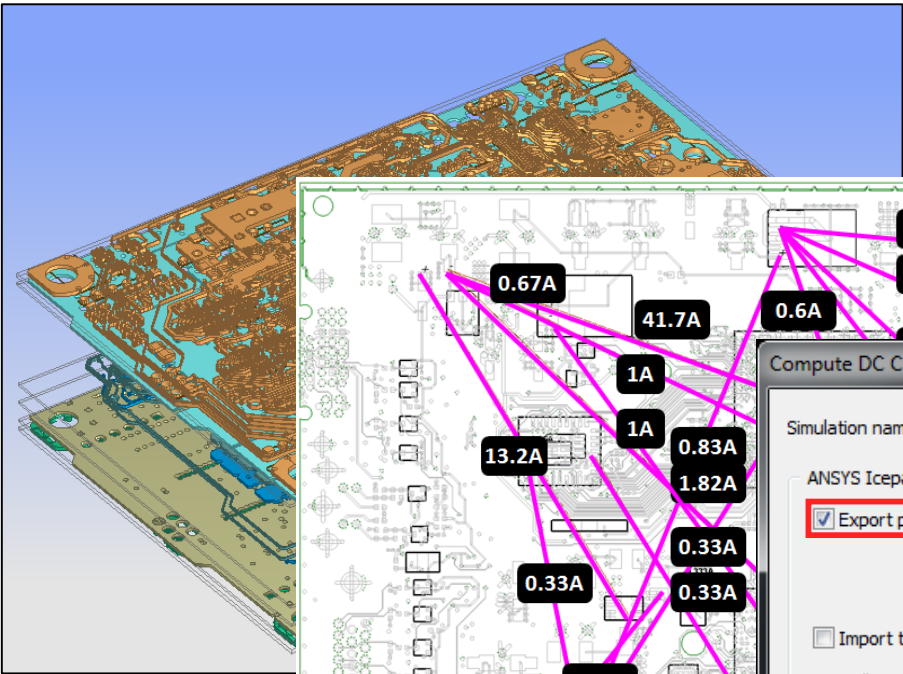 0.67A
41.7A
0.6A
1A
1A
13.2A
0.83A
1.82A
0.33A
0.33A
0.33A
Compute DC C
Simulation nam
ANSYS Icepa
Export p
Import t